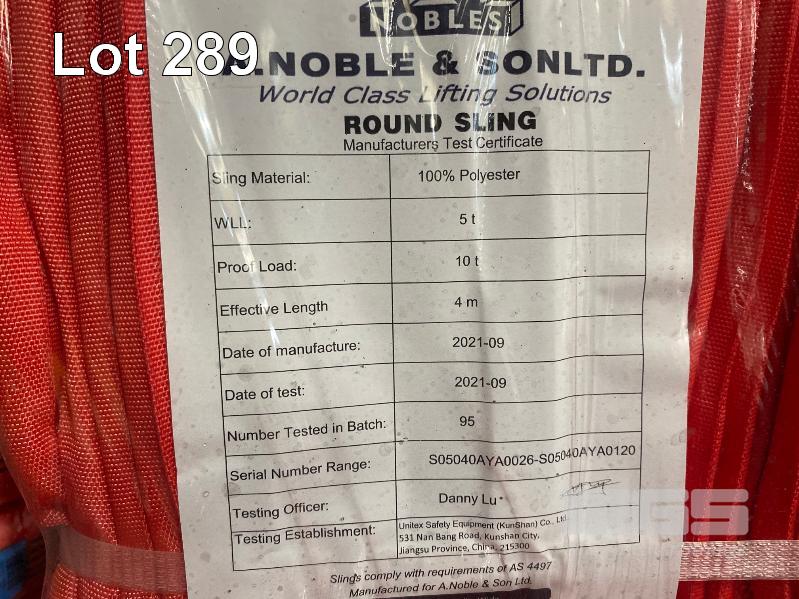 Lot 289
NOBLES
A.NOBLE & SONLTD.
World Class Lifting Solutions
ROUND SLING
Manufacturers Test Certificate
Sling Material: 100% Polyester
WLL: 5 t
Proof Load: 10 t
Effective Length 4 m
Date of manufacture: 2021-09
Date of test: 2021-09
Number Tested in Batch: 95
Serial Number Range: S05040AYA0026-S05040AYA0120
Testing Officer: Danny Lu
Testing Establishment: Unitex Safety Equipment (KunShan) Co., Ltd.
531 Nan Bang Road, Kunshan City,
Jiangsu Province, China, 215300
Slings comply with requirements of AS 4497
Manufactured for A.Noble & Son Ltd.